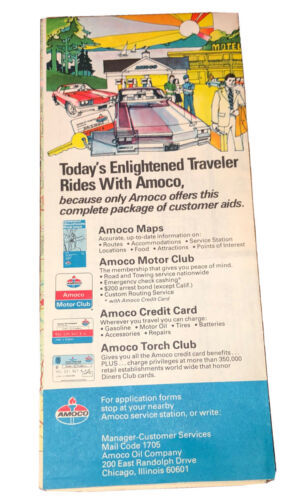 MOTEL
AMOCO
Today's Enlightened Traveler
Rides With Amoco,
because only Amoco offers this
complete package of customer aids.
Amoco Maps
Accurate, up-to-date information on:
• Routes • Accommodations • Service Station
Locations • Food • Attractions • Points of Interest
Amoco Motor Club
The membership that gives you peace of mind.
• Road and Towing service nationwide
• Emergency check cashing*
• $200 arrest bond (except Calif.)
• Custom Routing Service
* with Amoco Credit Card
Amoco
Motor Club
Amoco Credit Card
Wherever you travel you can charge:
• Gasoline • Motor Oil • Tires • Batteries
• Accessories • Repairs
Amoco Torch Club
Gives you all the Amoco credit card benefits...
PLUS... charge privileges at more than 350,000
retail establishments world wide that honor
Diners Club cards.
AMOCO
For application forms
stop at your nearby
Amoco service station, or write:
Manager-Customer Services
Mail Code 1705
Amoco Oil Company
200 East Randolph Drive
Chicago, Illinois 60601